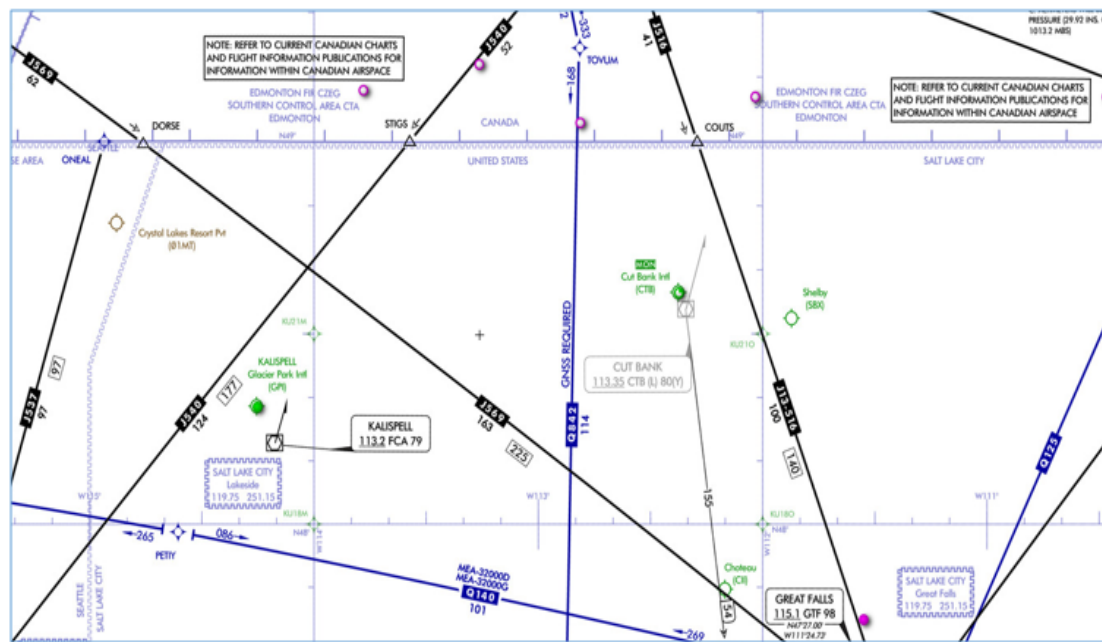 J569
62
NOTE: REFER TO CURRENT CANADIAN CHARTS
AND FLIGHT INFORMATION PUBLICATIONS FOR
INFORMATION WITHIN CANADIAN AIRSPACE
J540
52
333
2
TOVUM
168
J516
41
PRESSURE (29.92 INS.
1013.2 MBS)
EDMONTON FIR CZEG
SOUTHERN CONTROL AREA CTA
EDMONTON
EDMONTON FIR CZEG
SOUTHERN CONTROL AREA CTA
EDMONTON
NOTE: REFER TO CURRENT CANADIAN CHARTS
AND FLIGHT INFORMATION PUBLICATIONS FOR
INFORMATION WITHIN CANADIAN AIRSPACE
DORSE
STIGS
CANADA
COUTS
N49°
N49°
SEATTLE
SE AREA
ONEAL
UNITED STATES
SALT LAKE CITY
Crystal Lakes Resort Pvt
(01MT)
MON
Cut Bank Intl
(CTB)
Shelby
(SBX)
KU21M
KU21O
GNSS REQUIRED
CUT BANK
113.35 CTB (L) 80(Y)
97
J537
97
177
J540
124
KALISPELL
Glacier Park Intl
(GPI)
KALISPELL
113.2 FCA 79
J569
163
225
Q842
114
J15-516
100
140
Q125
SALT LAKE CITY
Lakeside
119.75 251.15
W115°
W113°
W111°
155
KU18M
N48°
W114°
KU18O
N48°
W112°
265
PETIY
086
SEATTLE
SALT LAKE CITY
MEA-32000D
MEA-32000G
Q140
101
269
Choteau
(CII)
154
GREAT FALLS
115.1 GTF 98
N47°27.00'
W111°24.72'
SALT LAKE CITY
Great Falls
119.75 251.15